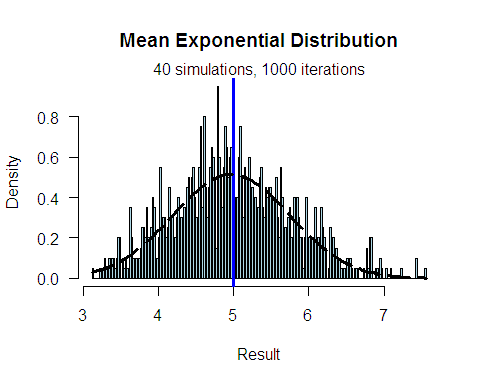 Mean Exponential Distribution
40 simulations, 1000 iterations
0.8
0.6
0.4
0.2
0.0
Density
3 4 5 6 7
Result